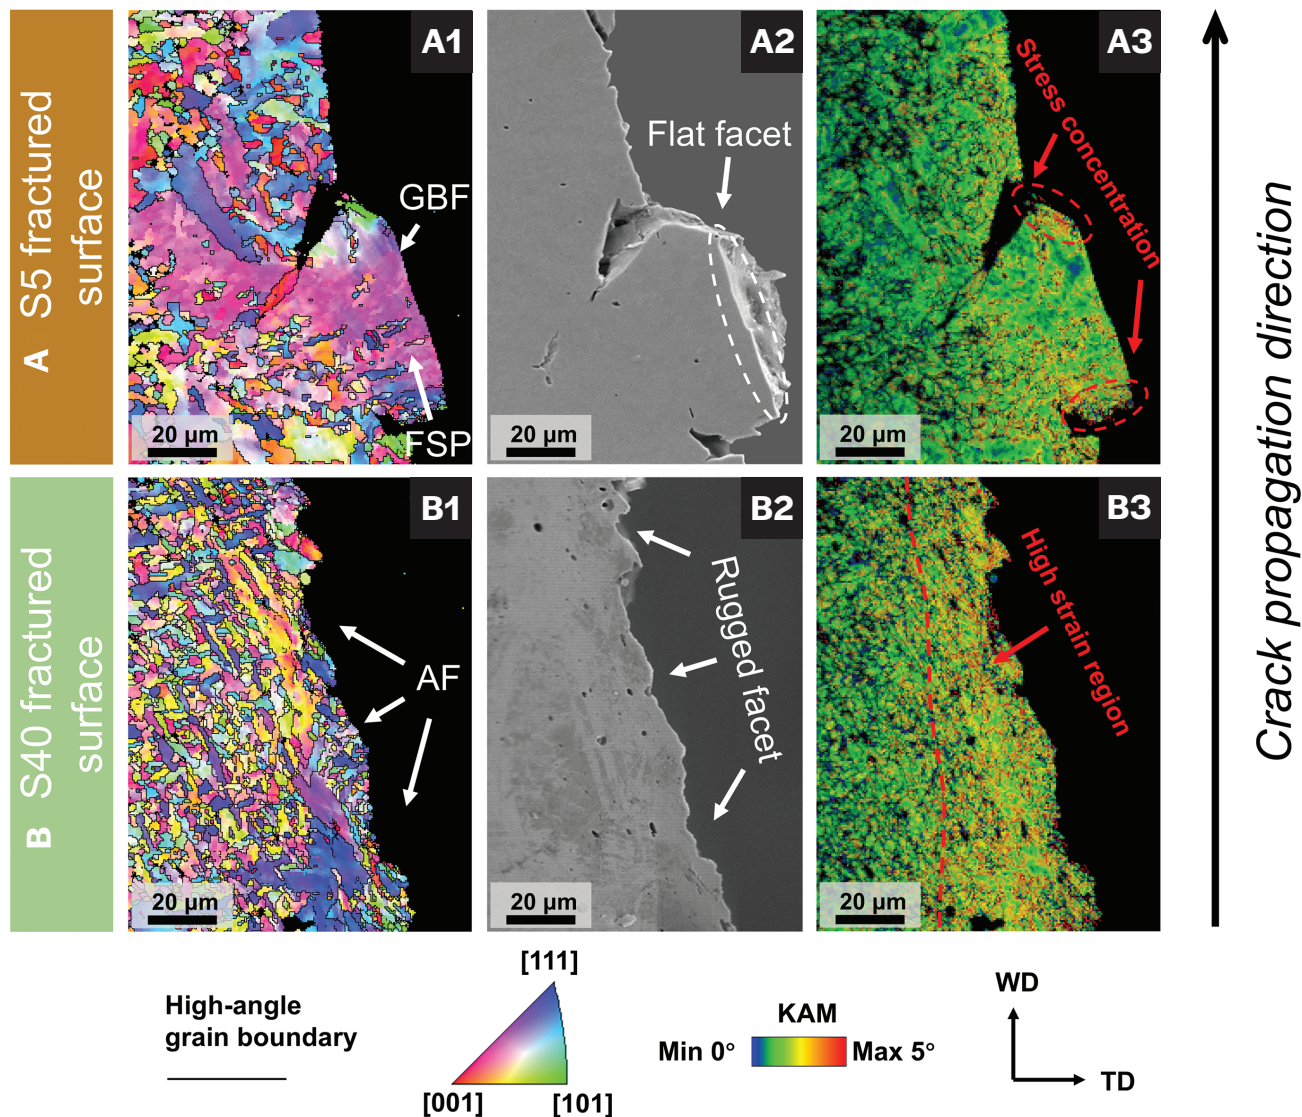 A S5 fractured
surface
A1
GBF
FSP
20 µm
A2
Flat facet
20 µm
A3
Stress concentration
20 µm
B S40 fractured
surface
B1
AF
20 µm
B2
Rugged facet
20 µm
B3
High strain region
20 µm
Crack propagation direction
High-angle
grain boundary
[111]
[001]
[101]
KAM
Min 0°
Max 5°
WD
TD